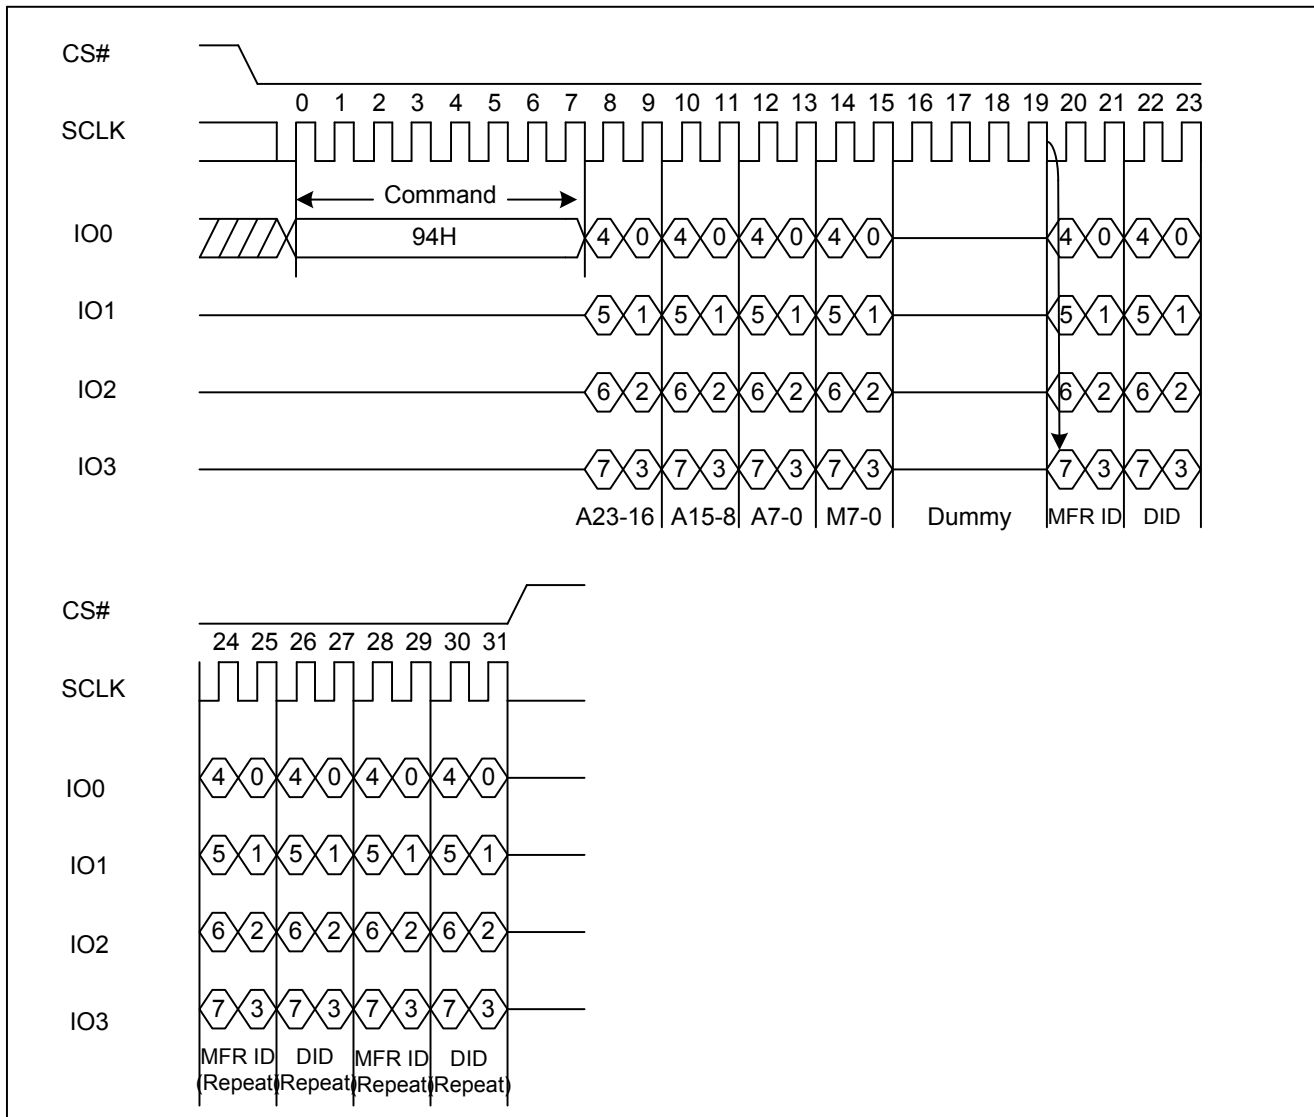 CS#
0 1 2 3 4 5 6 7 8 9 10 11 12 13 14 15 16 17 18 19 20 21 22 23
SCLK
Command
IO0 94H 4 0 4 0 4 0 4 0 4 0 4 0
IO1 5 1 5 1 5 1 5 1 5 1 5 1
IO2 6 2 6 2 6 2 6 2 6 2 6 2
IO3 7 3 7 3 7 3 7 3 7 3 7 3
A23-16 A15-8 A7-0 M7-0 Dummy MFR ID DID
CS#
24 25 26 27 28 29 30 31
SCLK
IO0 4 0 4 0 4 0 4 0
IO1 5 1 5 1 5 1 5 1
IO2 6 2 6 2 6 2 6 2
IO3 7 3 7 3 7 3 7 3
MFR ID DID MFR ID DID
(Repeat) (Repeat) (Repeat) (Repeat)